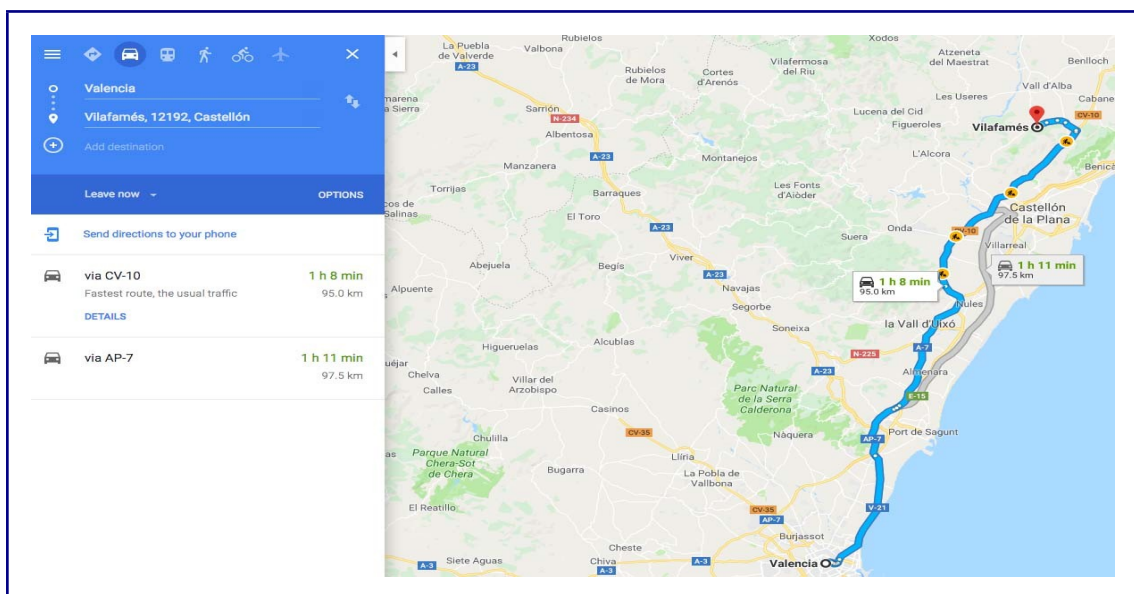 Valencia
Vilafamés, 12192, Castellón
Add destination
Leave now
OPTIONS
Send directions to your phone
via CV-10
1 h 8 min
Fastest route, the usual traffic
95.0 km
DETAILS
via AP-7
1 h 11 min
97.5 km
La Puebla
de Valverde
A-23
Valbona
Rubielos
Rubielos
de Mora
Cortes
d'Arenós
Vilafermosa
del Riu
Xodos
Atzeneta
del Maestrat
Benlloch
Vall d'Alba
Les Useres
Cabane
marena
a Sierra
Sarrión
N-234
Albentosa
Lucena del Cid
Figueroles
Vilafamés
CV-10
A-23
Manzanera
Montanejos
L'Alcora
Benicà
Torrijas
Barraques
Les Fonts
d'Aiòder
cos de
Salinas
El Toro
A-23
Castellón
de la Plana
Onda
CV-10
Suera
Villarreal
Abejuela
Begís
Viver
A-23
1 h 11 min
97.5 km
1 h 8 min
95.0 km
Alpuente
Navajas
Segorbe
Nules
Soneixa
la Vall d'Uixó
Higueruelas
Alcublas
N-225
A-7
uéjar
Chelva
A-23
Almenara
Calles
Villar del
Arzobispo
Parc Natural
de la Serra
Calderona
E-15
Casinos
Chulilla
CV-35
Nàquera
AP-7
Port de Sagunt
as
Parque Natural
Chera-Sot
de Chera
Llíria
Bugarra
La Pobla de
Vallbona
El Reatillo
CV-35
AP-7
V-21
Burjassot
Cheste
A-3
Siete Aguas
Chiva
A-3
A-3
Valencia